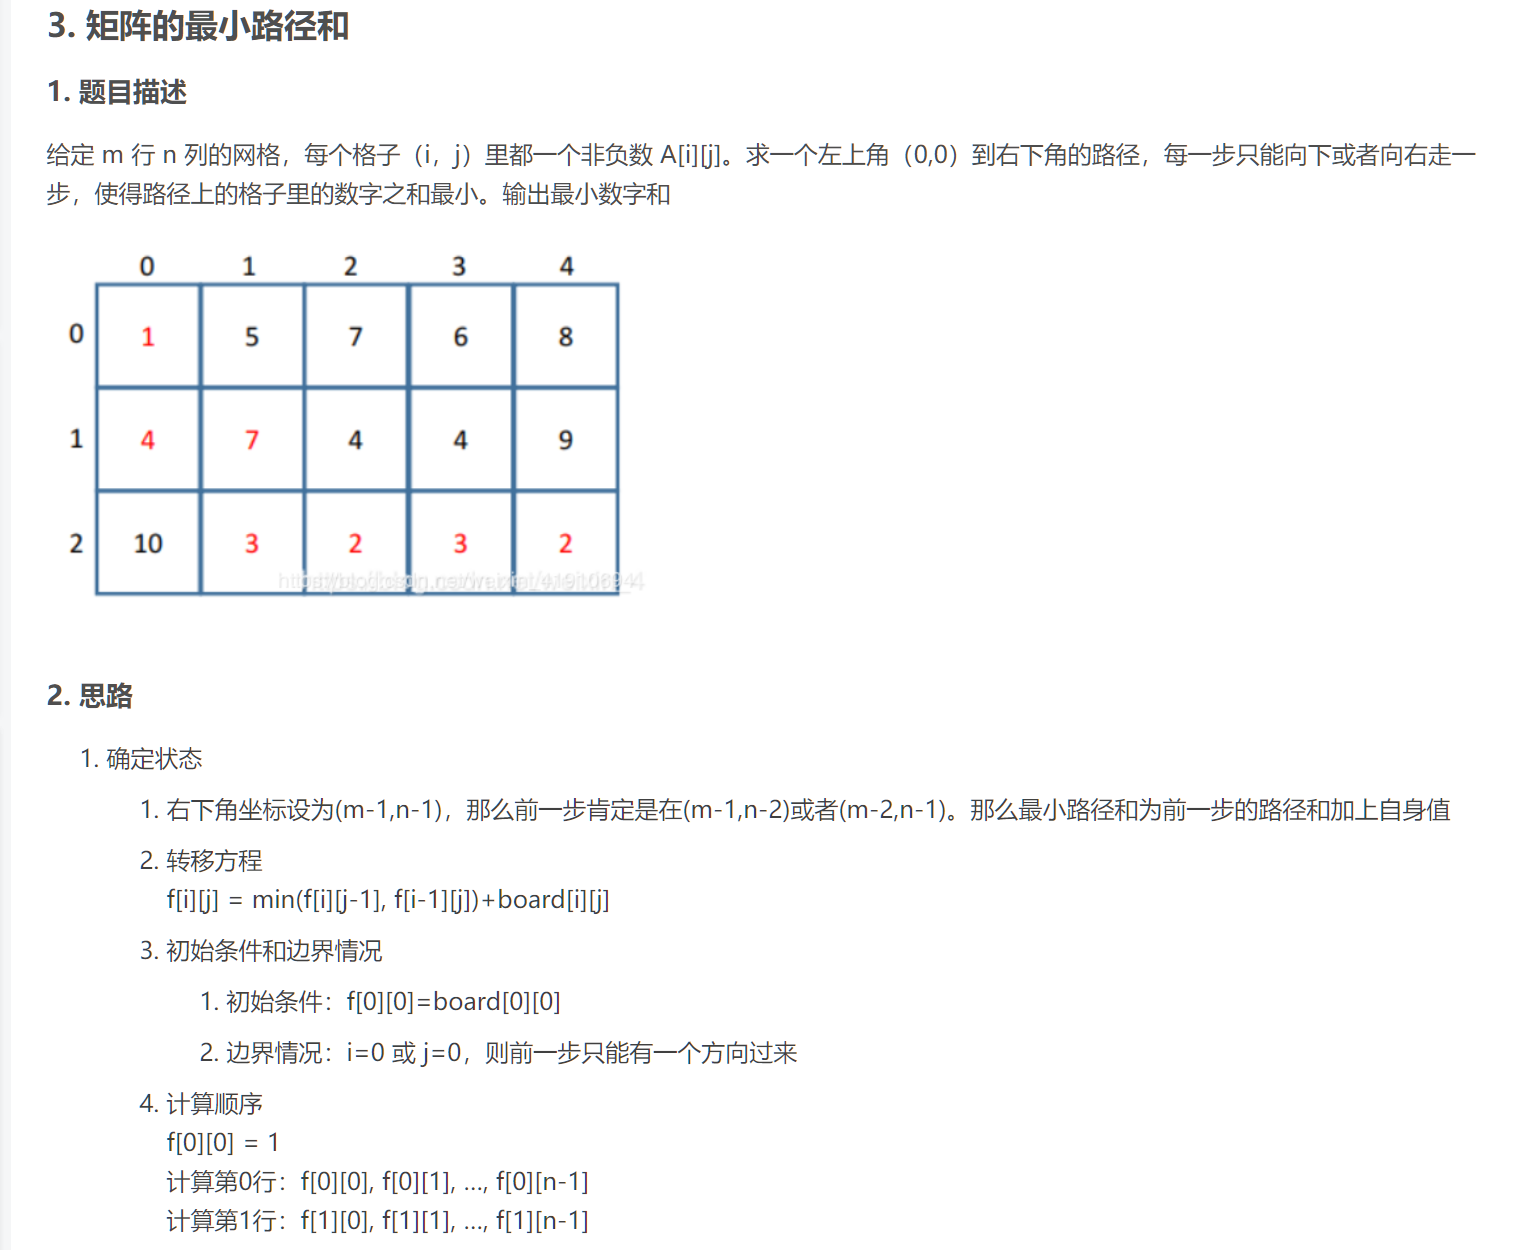 3. 矩阵的最小路径和
1. 题目描述
给定 m 行 n 列的网格，每个格子（i，j）里都一个非负数 A[i][j]。求一个左上角（0,0）到右下角的路径，每一步只能向下或者向右走一
步，使得路径上的格子里的数字之和最小。输出最小数字和
0 1 2 3 4
0 1 5 7 6 8
1 4 7 4 4 9
2 10 3 2 3 2
2. 思路
1. 确定状态
1. 右下角坐标设为(m-1,n-1)，那么前一步肯定是在(m-1,n-2)或者(m-2,n-1)。那么最小路径和为前一步的路径和加上自身值
2. 转移方程
f[i][j] = min(f[i][j-1], f[i-1][j])+board[i][j]
3. 初始条件和边界情况
1. 初始条件：f[0][0]=board[0][0]
2. 边界情况：i=0 或 j=0，则前一步只能有一个方向过来
4. 计算顺序
f[0][0] = 1
计算第0行：f[0][0], f[0][1], ..., f[0][n-1]
计算第1行：f[1][0], f[1][1], ..., f[1][n-1]